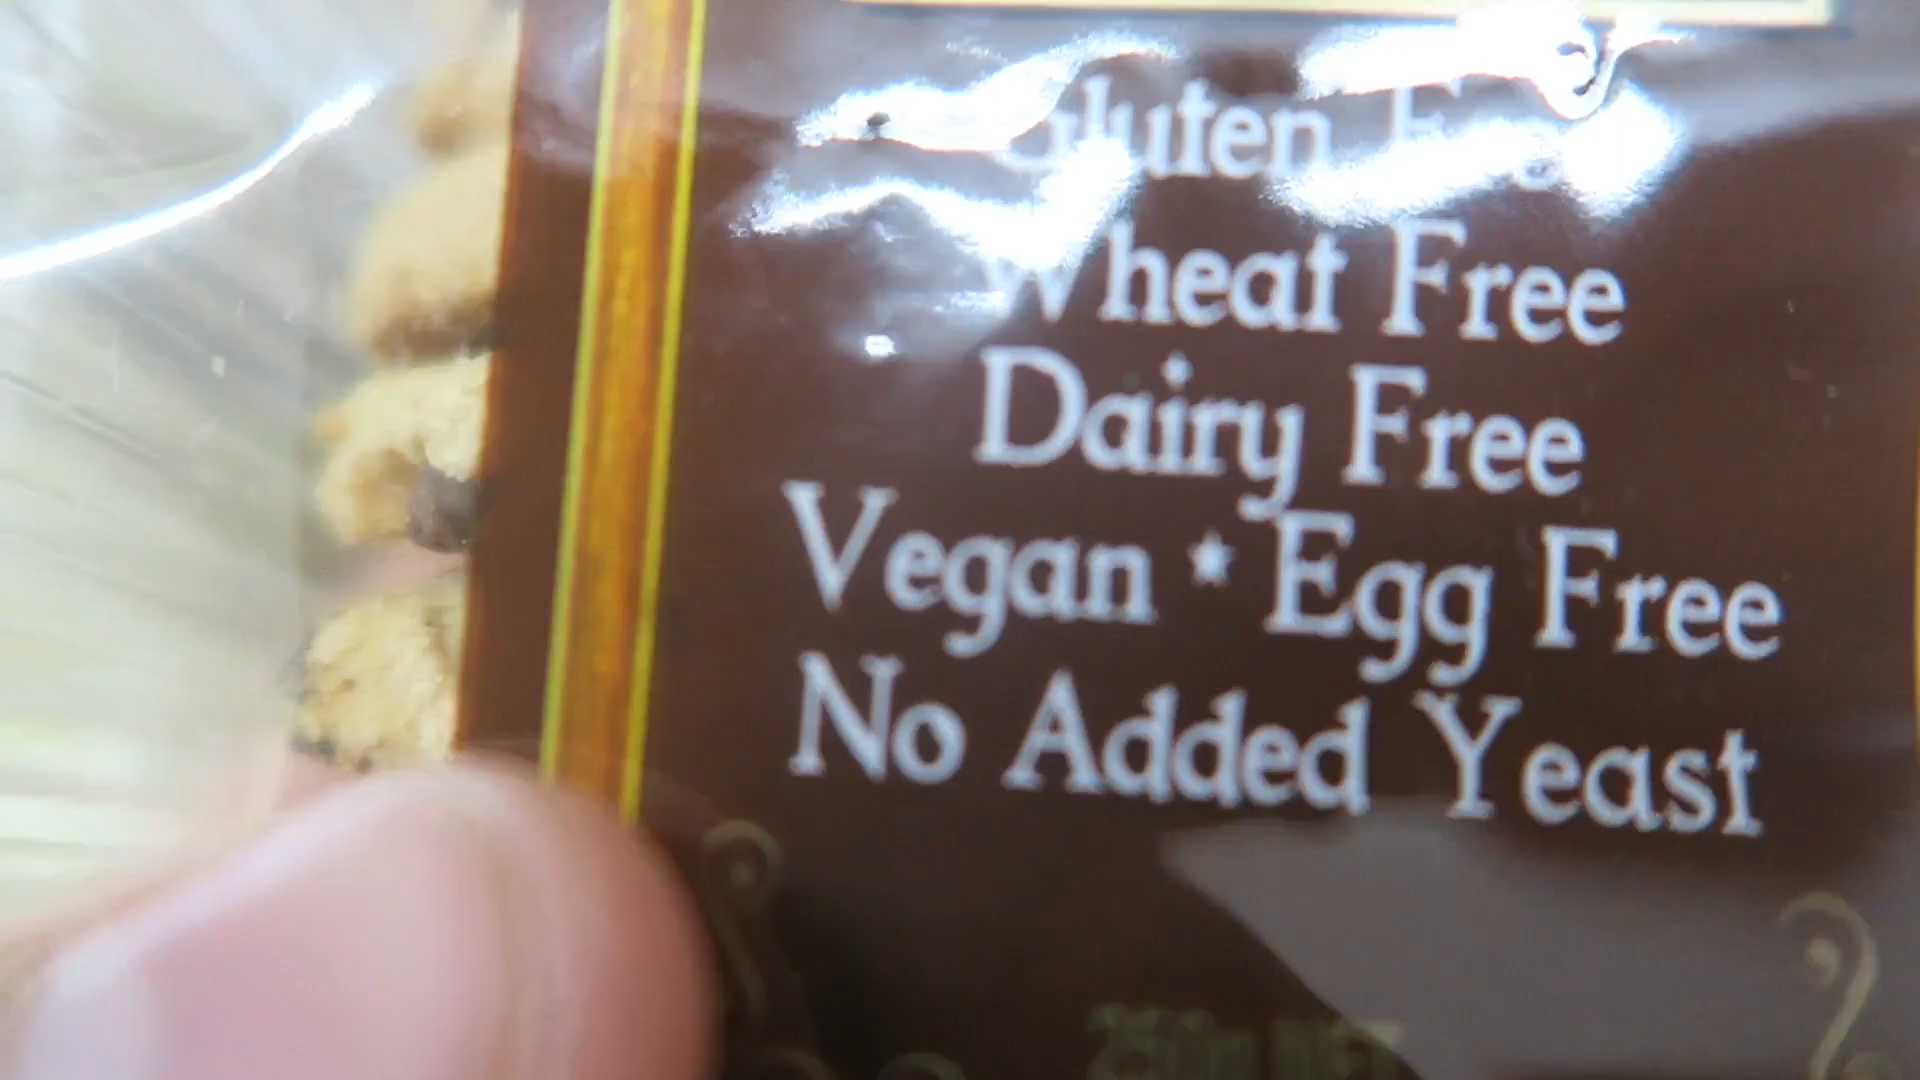 Gluten Free
Wheat Free
Dairy Free
Vegan * Egg Free
No Added Yeast